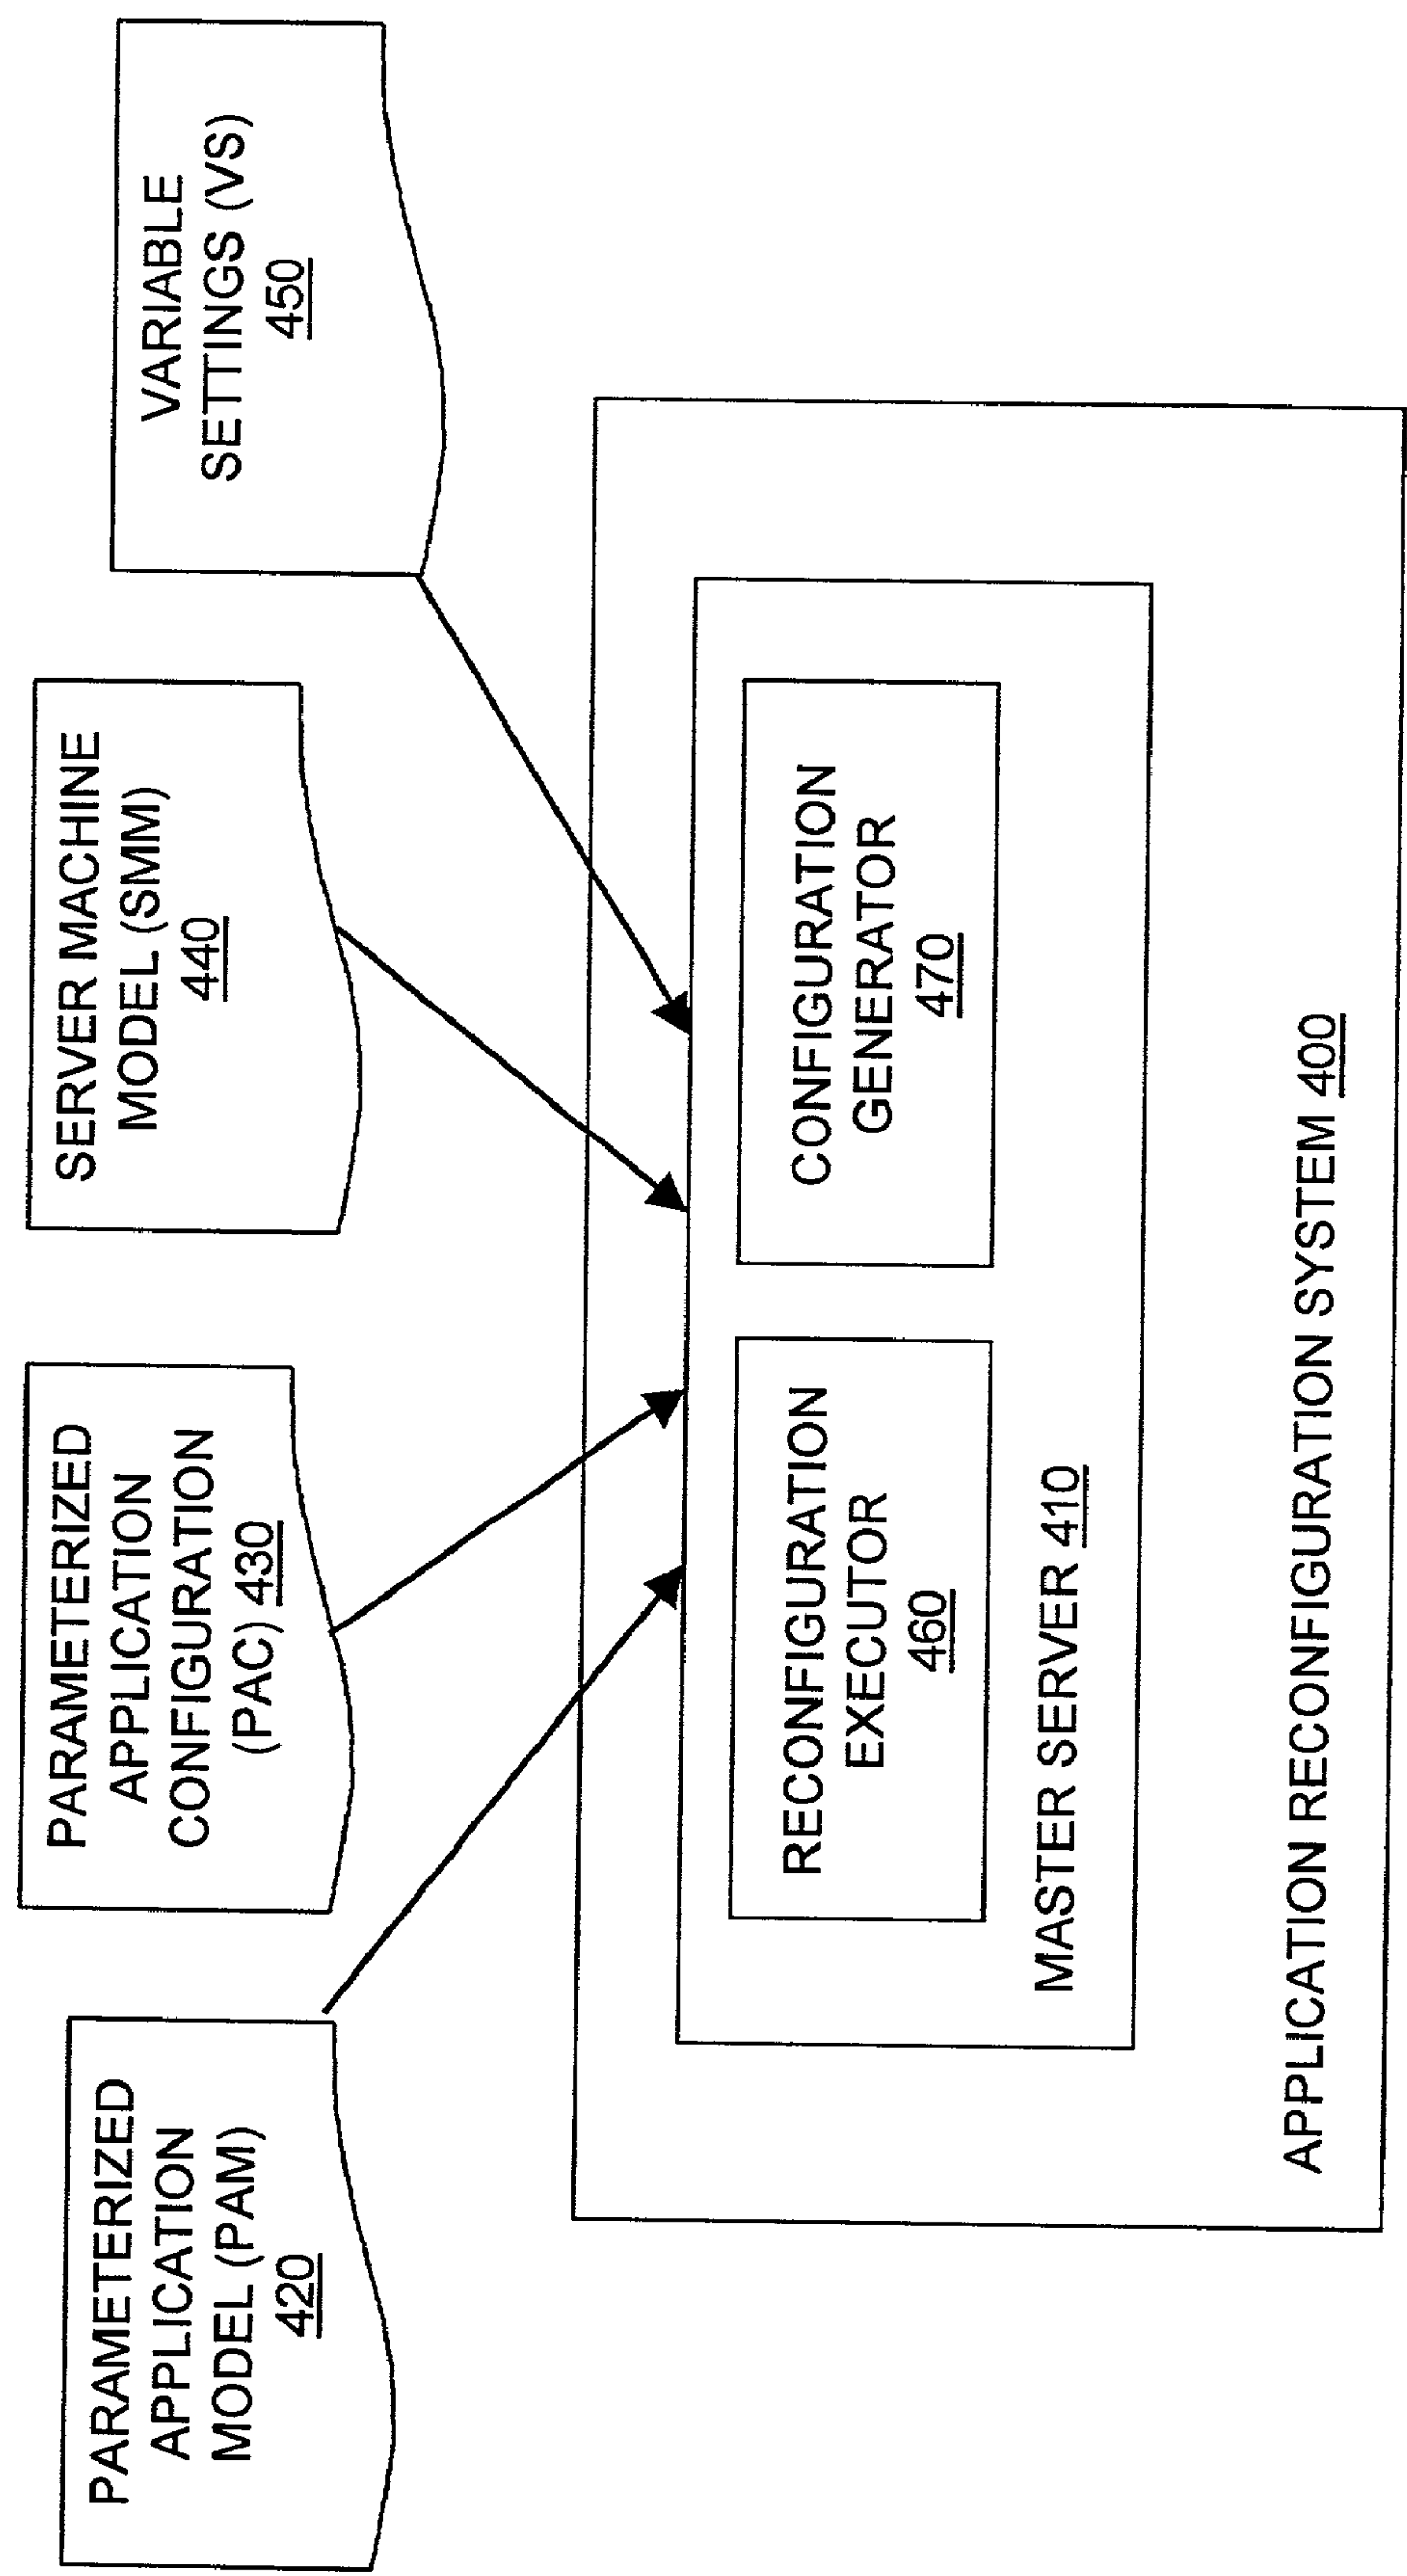 PARAMETERIZED
APPLICATION
MODEL (PAM)
420
PARAMETERIZED
APPLICATION
CONFIGURATION
(PAC) 430
SERVER MACHINE
MODEL (SMM)
440
VARIABLE
SETTINGS (VS)
450
RECONFIGURATION
EXECUTOR
460
CONFIGURATION
GENERATOR
470
MASTER SERVER 410
APPLICATION RECONFIGURATION SYSTEM 400